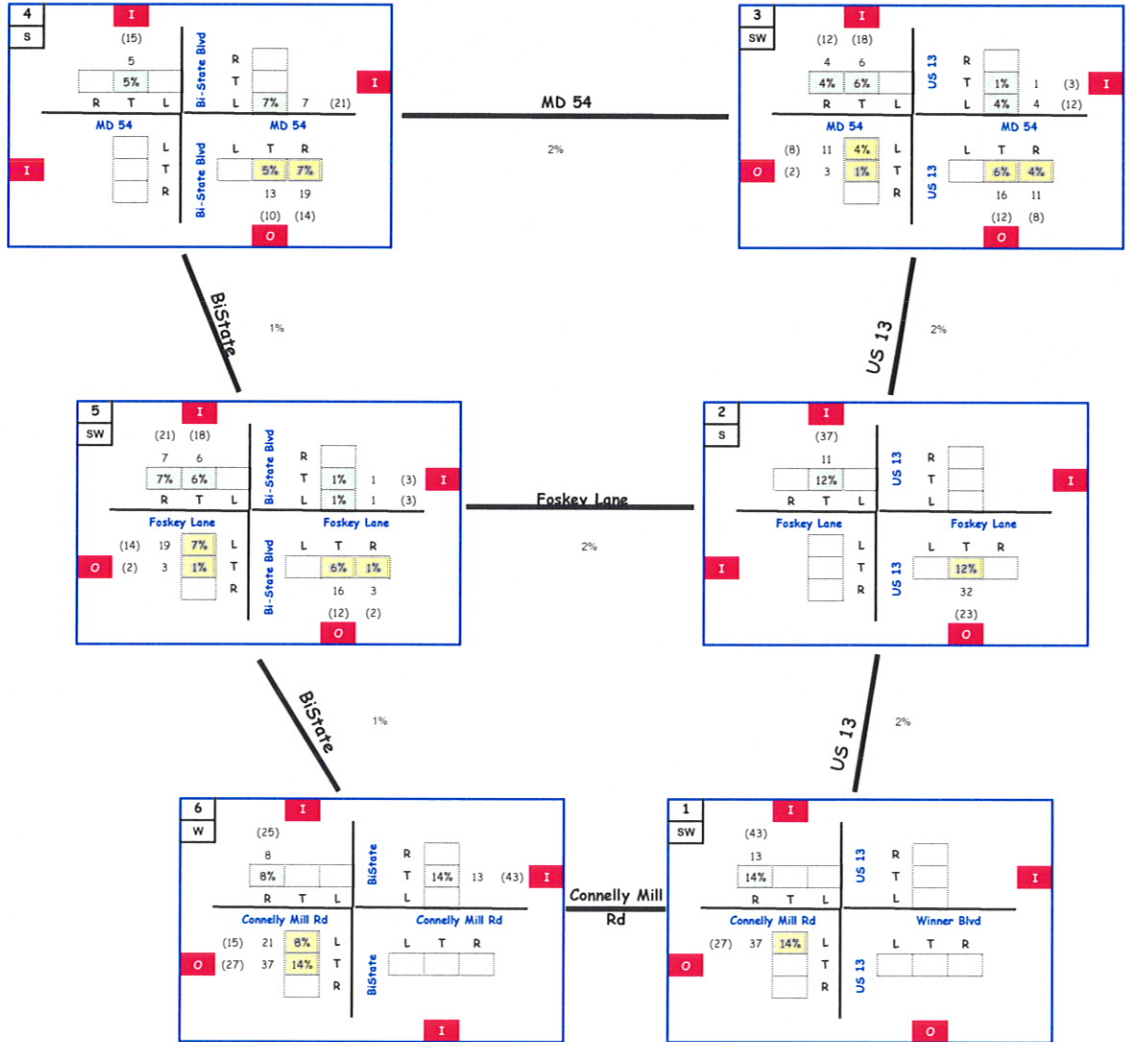 4
S
I
(15)
5
5%
R T L
Bi-State Blvd
R
T
L 7% 7 (21)
I
MD 54
MD 54
I
L
T
R
Bi-State Blvd
L T R
5% 7%
13 19
(10) (14)
O
MD 54
2%
3
SW
I
(12) (18)
4 6
4% 6%
R T L
US 13
R
T 1% 1 (3)
L 4% 4 (12)
I
MD 54
MD 54
O
(8) 11 4% L
(2) 3 1% T
R
US 13
L T R
6% 4%
16 11
(12) (8)
O
BiState
1%
US 13
2%
5
SW
I
(21) (18)
7 6
7% 6%
R T L
Bi-State Blvd
R
T 1% 1 (3)
L 1% 1 (3)
I
Foskey Lane
Foskey Lane
O
(14) 19 7% L
(2) 3 1% T
R
Bi-State Blvd
L T R
6% 1%
16 3
(12) (2)
O
Foskey Lane
2%
2
S
I
(37)
11
12%
R T L
US 13
R
T
L
I
Foskey Lane
I
L
T
R
US 13
L T R
12%
32
(23)
O
BiState
1%
US 13
2%
6
W
I
(25)
8
8%
R T L
BiState
R
T 14% 13 (43)
L
I
Connelly Mill Rd
Connelly Mill Rd
O
(15) 21 8% L
(27) 37 14% T
R
BiState
L T R
I
Connelly Mill
Rd
1
SW
I
(43)
13
14%
R T L
US 13
R
T
L
I
Connelly Mill Rd
Winner Blvd
O
(27) 37 14% L
T
R
US 13
L T R
O